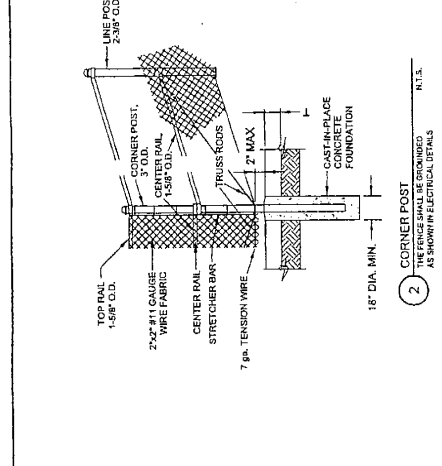 LINE POST
2-3/8" O.D.
CORNER POST,
3" O.D.
CENTER RAIL,
1-5/8" O.D.
TOP RAIL
1-5/8" O.D.
2"x2" #11 GAUGE
WIRE FABRIC
CENTER RAIL
STRETCHER BAR
7 ga. TENSION WIRE
TRUSS RODS
2" MAX
CAST-IN-PLACE
CONCRETE
FOUNDATION
18" DIA. MIN.
2 CORNER POST
THE FENCE SHALL BE GROUNDED N.T.S.
AS SHOWN IN ELECTRICAL DETAILS